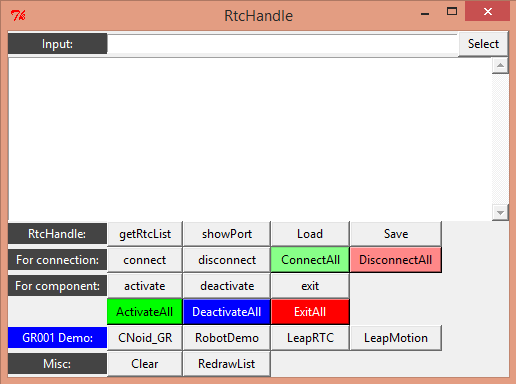 RtcHandle
Input: Select
RtcHandle: getRtcList showPort Load Save
For connection: connect disconnect ConnectAll DisconnectAll
For component: activate deactivate exit
ActivateAll DeactivateAll ExitAll
GR001 Demo: CNoid_GR RobotDemo LeapRTC LeapMotion
Misc: Clear RedrawList